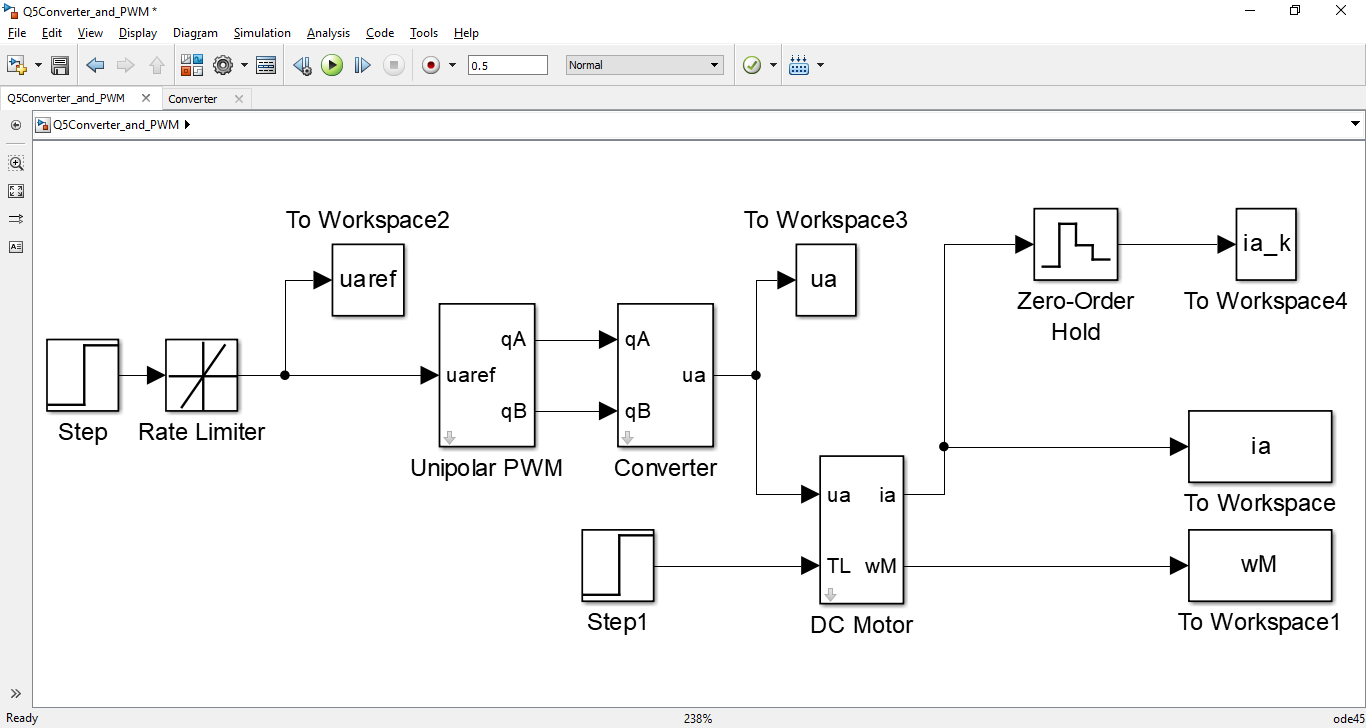 Q5Converter_and_PWM *
File Edit View Display Diagram Simulation Analysis Code Tools Help
0.5 Normal
Q5Converter_and_PWM Converter
Q5Converter_and_PWM
To Workspace2
uaref
Step
Rate Limiter
uaref qA qB
Unipolar PWM
qA qB ua
Converter
To Workspace3
ua
Step1
ua ia
TL wM
DC Motor
Zero-Order
Hold
ia_k
To Workspace4
ia
To Workspace
wM
To Workspace1
Ready 238% ode45